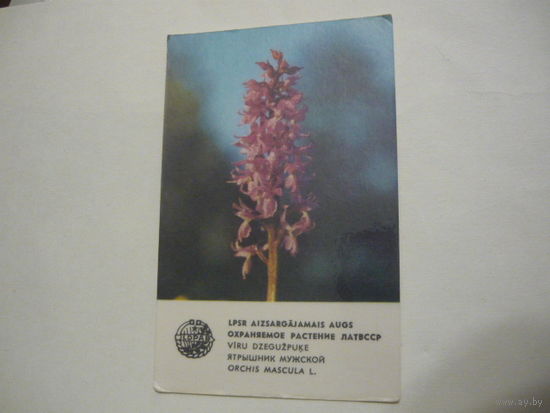 LPSR AIZSARGĀJAMAIS AUGS
ОХРАНЯЕМОЕ РАСТЕНИЕ ЛАТВССР
VĪRU DZEGUŽPUĶE
ЯТРЫШНИК МУЖСКОЙ
ORCHIS MASCULA L.
www.ay.by